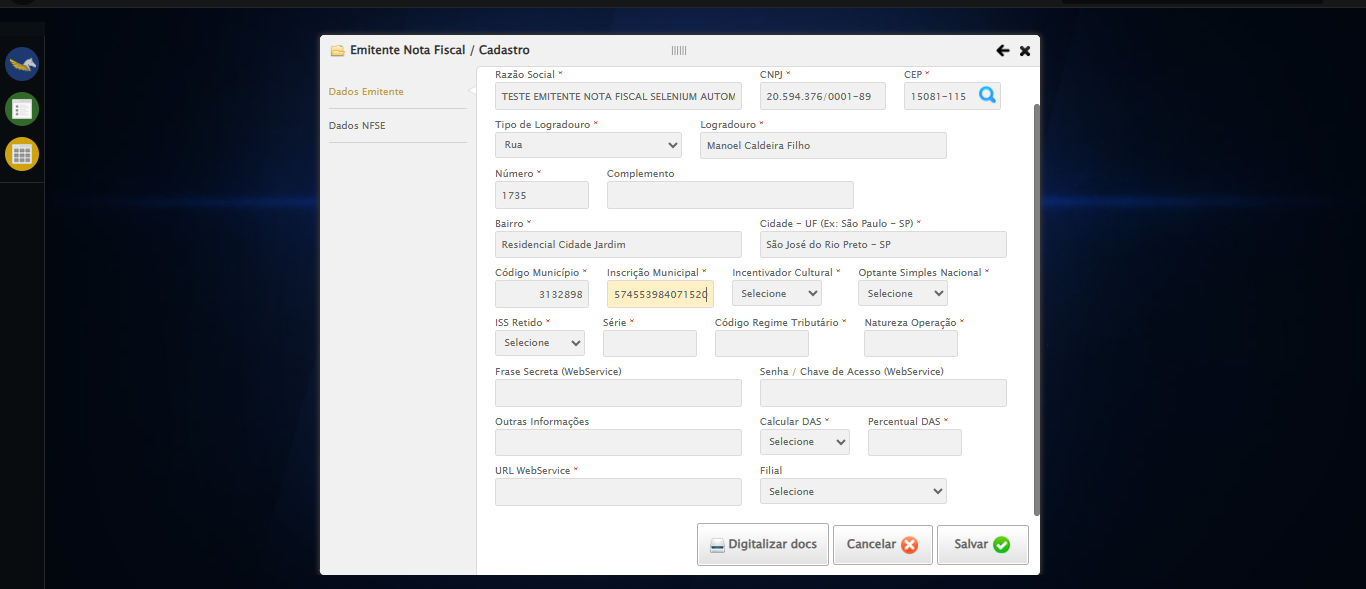 Emitente Nota Fiscal / Cadastro
Dados Emitente
Dados NFSE
Razão Social * CNPJ * CEP *
TESTE EMITENTE NOTA FISCAL SELENIUM AUTOM 20.594.376/0001-89 15081-115
Tipo de Logradouro * Logradouro *
Rua Manoel Caldeira Filho
Número * Complemento
1735
Bairro * Cidade - UF (Ex: São Paulo - SP) *
Residencial Cidade Jardim São José do Rio Preto - SP
Código Município * Inscrição Municipal * Incentivador Cultural * Optante Simples Nacional *
3132898 574553984071520 Selecione Selecione
ISS Retido * Série * Código Regime Tributário * Natureza Operação *
Selecione
Frase Secreta (WebService) Senha / Chave de Acesso (WebService)
Outras Informações Calcular DAS * Percentual DAS *
Selecione
URL WebService * Filial
Selecione
Digitalizar docs Cancelar Salvar